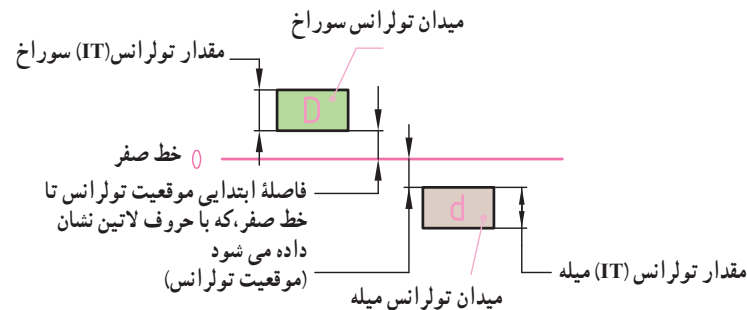 میدان تولرانس سوراخ
مقدار تولرانس(IT) سوراخ
D
خط صفر 0
فاصلهٔ ابتدایی موقعیت تولرانس تا
خط صفر،که با حروف لاتین نشان
داده می شود
(موقعیت تولرانس)
d
مقدار تولرانس (IT) میله
میدان تولرانس میله